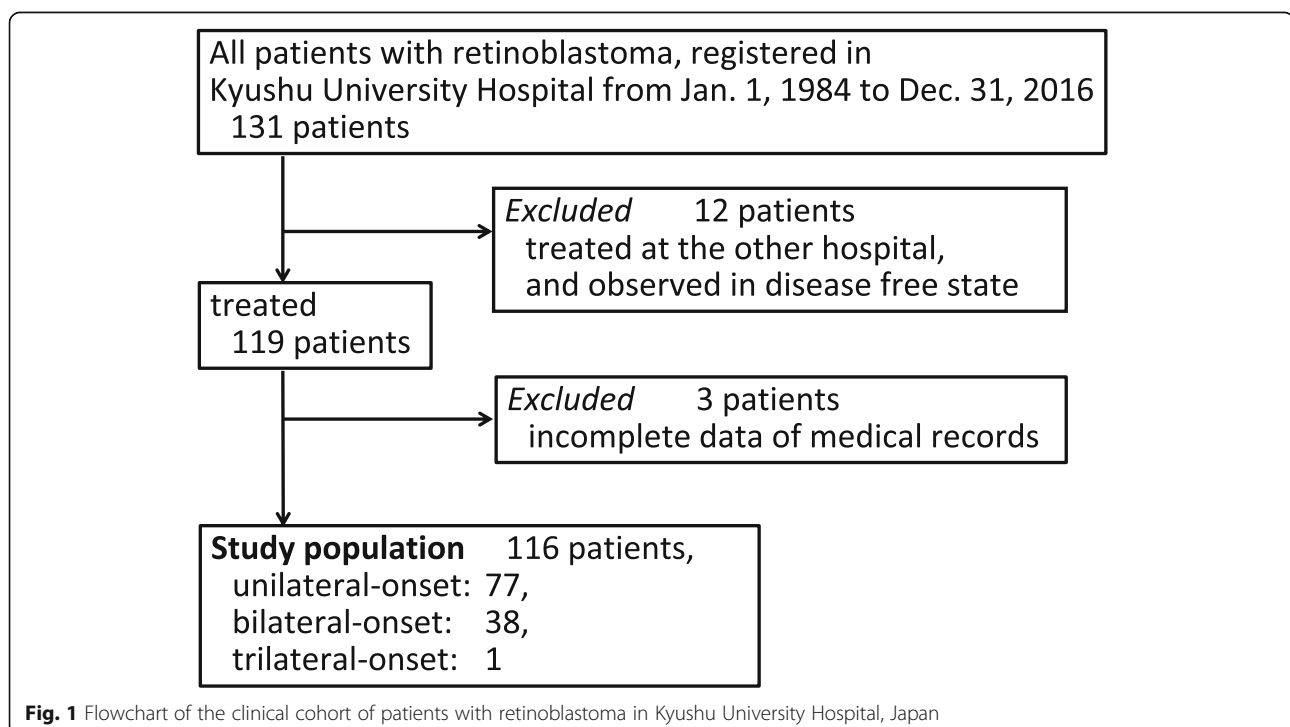 All patients with retinoblastoma, registered in
Kyushu University Hospital from Jan. 1, 1984 to Dec. 31, 2016
131 patients
Excluded 12 patients
treated at the other hospital,
and observed in disease free state
treated
119 patients
Excluded 3 patients
incomplete data of medical records
Study population 116 patients,
unilateral-onset: 77,
bilateral-onset: 38,
trilateral-onset: 1
Fig. 1 Flowchart of the clinical cohort of patients with retinoblastoma in Kyushu University Hospital, Japan